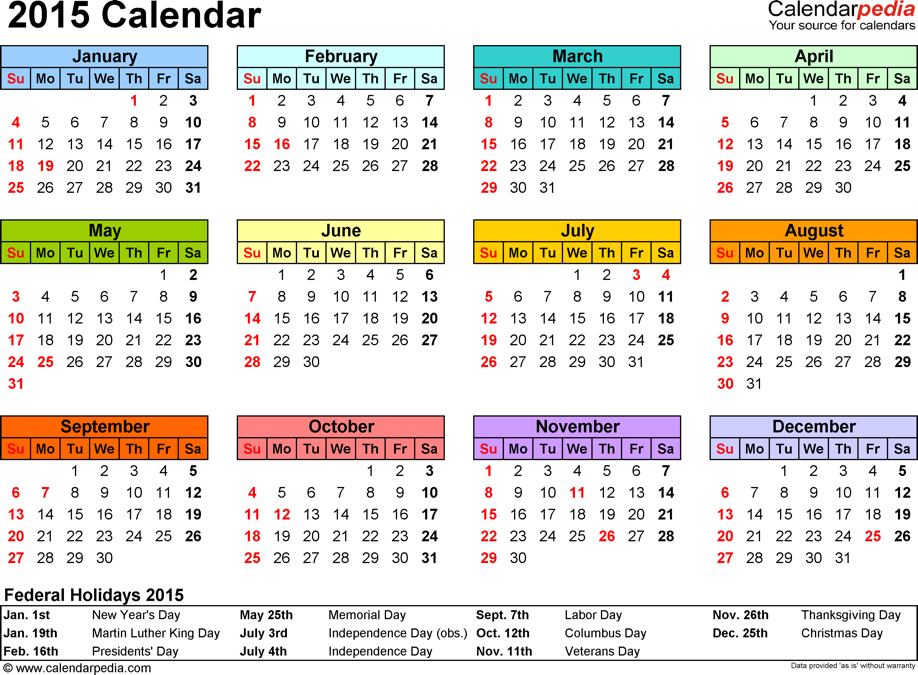 2015 Calendar
Calendarpedia
Your source for calendars
January February March April
Su Mo Tu We Th Fr Sa Su Mo Tu We Th Fr Sa Su Mo Tu We Th Fr Sa Su Mo Tu We Th Fr Sa
1 2 3 1 2 3 4 5 6 7 1 2 3 4 5 6 7 1 2 3 4
4 5 6 7 8 9 10 8 9 10 11 12 13 14 8 9 10 11 12 13 14 5 6 7 8 9 10 11
11 12 13 14 15 16 17 15 16 17 18 19 20 21 15 16 17 18 19 20 21 12 13 14 15 16 17 18
18 19 20 21 22 23 24 22 23 24 25 26 27 28 22 23 24 25 26 27 28 19 20 21 22 23 24 25
25 26 27 28 29 30 31 29 30 31 26 27 28 29 30
May June July August
Su Mo Tu We Th Fr Sa Su Mo Tu We Th Fr Sa Su Mo Tu We Th Fr Sa Su Mo Tu We Th Fr Sa
1 2 1 2 3 4 5 6 1 2 3 4 1
3 4 5 6 7 8 9 7 8 9 10 11 12 13 5 6 7 8 9 10 11 2 3 4 5 6 7 8
10 11 12 13 14 15 16 14 15 16 17 18 19 20 12 13 14 15 16 17 18 9 10 11 12 13 14 15
17 18 19 20 21 22 23 21 22 23 24 25 26 27 19 20 21 22 23 24 25 16 17 18 19 20 21 22
24 25 26 27 28 29 30 28 29 30 26 27 28 29 30 31 23 24 25 26 27 28 29
31 30 31
September October November December
Su Mo Tu We Th Fr Sa Su Mo Tu We Th Fr Sa Su Mo Tu We Th Fr Sa Su Mo Tu We Th Fr Sa
1 2 3 4 5 1 2 3 1 2 3 4 5 6 7 1 2 3 4 5
6 7 8 9 10 11 12 4 5 6 7 8 9 10 8 9 10 11 12 13 14 6 7 8 9 10 11 12
13 14 15 16 17 18 19 11 12 13 14 15 16 17 15 16 17 18 19 20 21 13 14 15 16 17 18 19
20 21 22 23 24 25 26 18 19 20 21 22 23 24 22 23 24 25 26 27 28 20 21 22 23 24 25 26
27 28 29 30 25 26 27 28 29 30 31 29 30 27 28 29 30 31
Federal Holidays 2015
Jan. 1st New Year's Day May 25th Memorial Day Sept. 7th Labor Day Nov. 26th Thanksgiving Day
Jan. 19th Martin Luther King Day July 3rd Independence Day (obs.) Oct. 12th Columbus Day Dec. 25th Christmas Day
Feb. 16th Presidents' Day July 4th Independence Day Nov. 11th Veterans Day
© www.calendarpedia.com Data provided 'as is' without warranty